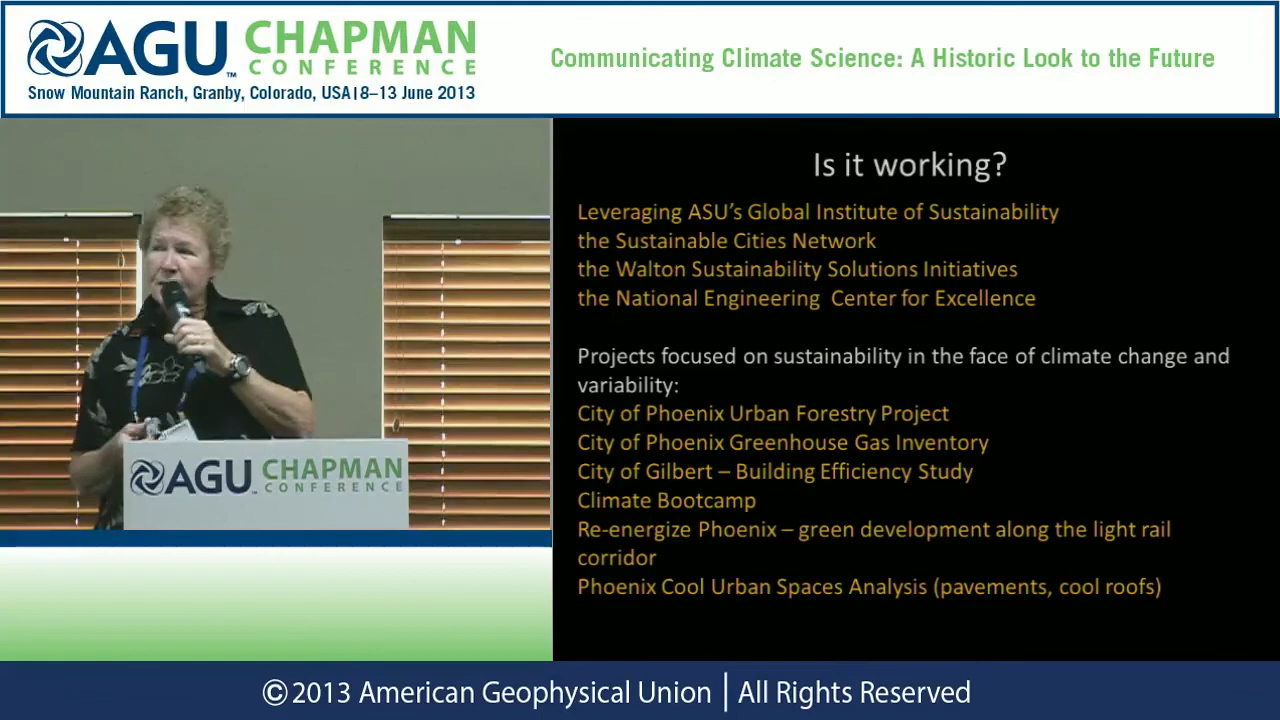 AGU CHAPMAN
™ CONFERENCE
Snow Mountain Ranch, Granby, Colorado, USA|8–13 June 2013
Communicating Climate Science: A Historic Look to the Future
Is it working?
Leveraging ASU's Global Institute of Sustainability
the Sustainable Cities Network
the Walton Sustainability Solutions Initiatives
the National Engineering Center for Excellence
Projects focused on sustainability in the face of climate change and
variability:
City of Phoenix Urban Forestry Project
City of Phoenix Greenhouse Gas Inventory
City of Gilbert – Building Efficiency Study
Climate Bootcamp
Re-energize Phoenix – green development along the light rail
corridor
Phoenix Cool Urban Spaces Analysis (pavements, cool roofs)
AGU CHAPMAN
™ CONFERENCE
©2013 American Geophysical Union | All Rights Reserved